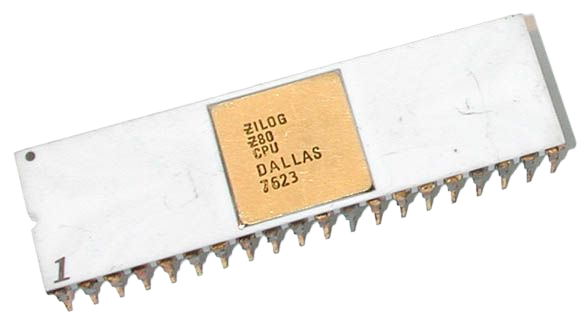 ZILOG
Z80
CPU
DALLAS
7623
1